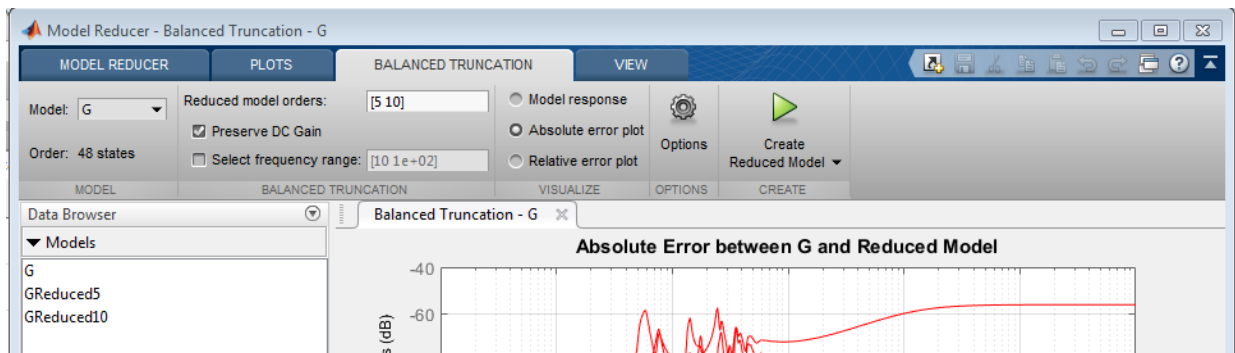 Model Reducer - Balanced Truncation - G
MODEL REDUCER PLOTS BALANCED TRUNCATION VIEW
Model: G Reduced model orders: [5 10] Model response
Preserve DC Gain Absolute error plot Options Create
Order: 48 states Select frequency range: [10 1e+02] Relative error plot Reduced Model
MODEL BALANCED TRUNCATION VISUALIZE OPTIONS CREATE
Data Browser Balanced Truncation - G
Models Absolute Error between G and Reduced Model
G -40
GReduced5
GReduced10 -60
(dB)